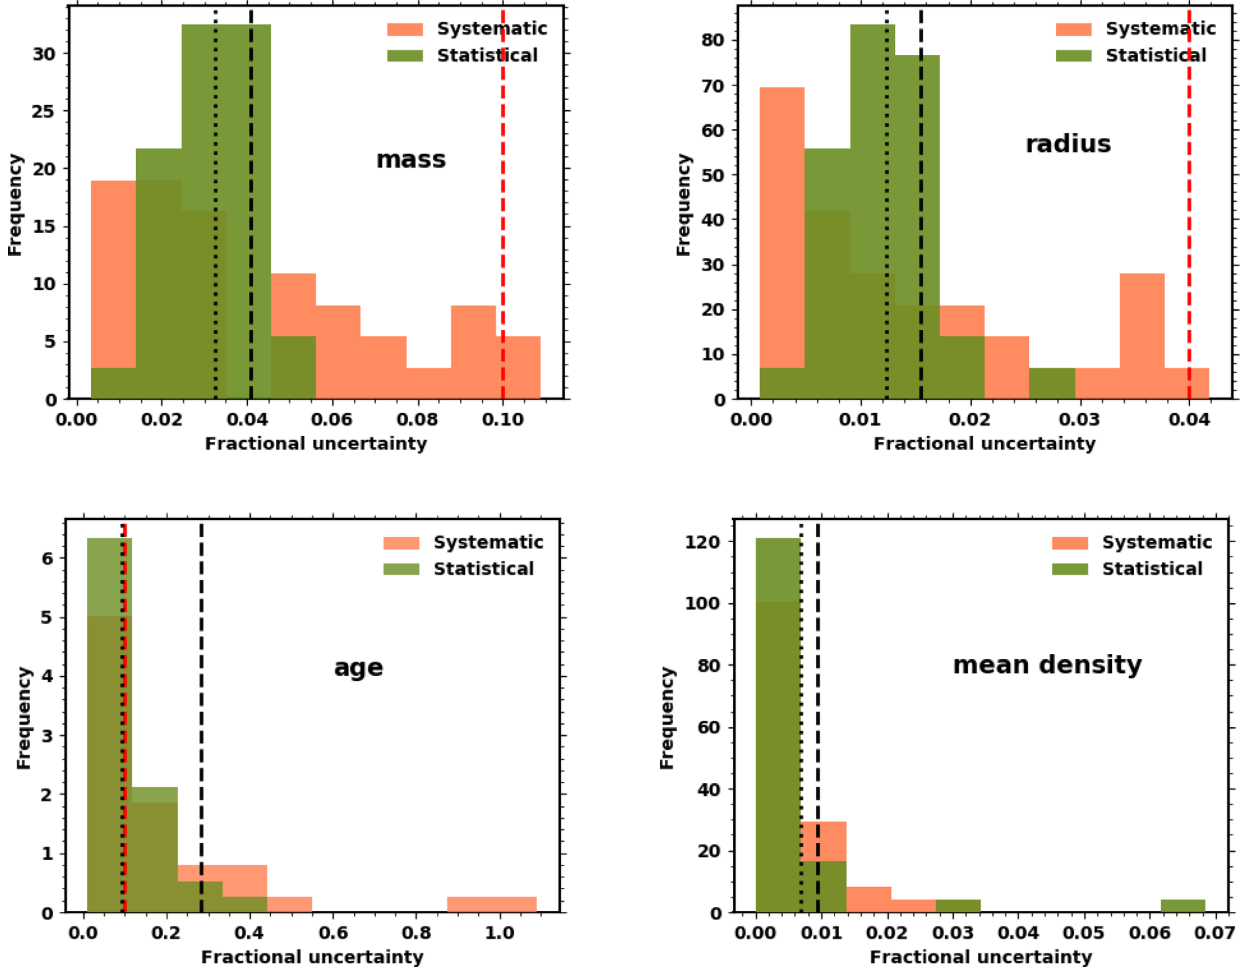 Systematic
Statistical
mass
Frequency
0
5
10
15
20
25
30
0.00
0.02
0.04
0.06
0.08
0.10
Fractional uncertainty
Systematic
Statistical
radius
Frequency
0
10
20
30
40
50
60
70
80
0.00
0.01
0.02
0.03
0.04
Fractional uncertainty
Systematic
Statistical
age
Frequency
0
1
2
3
4
5
6
0.0
0.2
0.4
0.6
0.8
1.0
Fractional uncertainty
Systematic
Statistical
mean density
Frequency
0
20
40
60
80
100
120
0.00
0.01
0.02
0.03
0.04
0.05
0.06
0.07
Fractional uncertainty